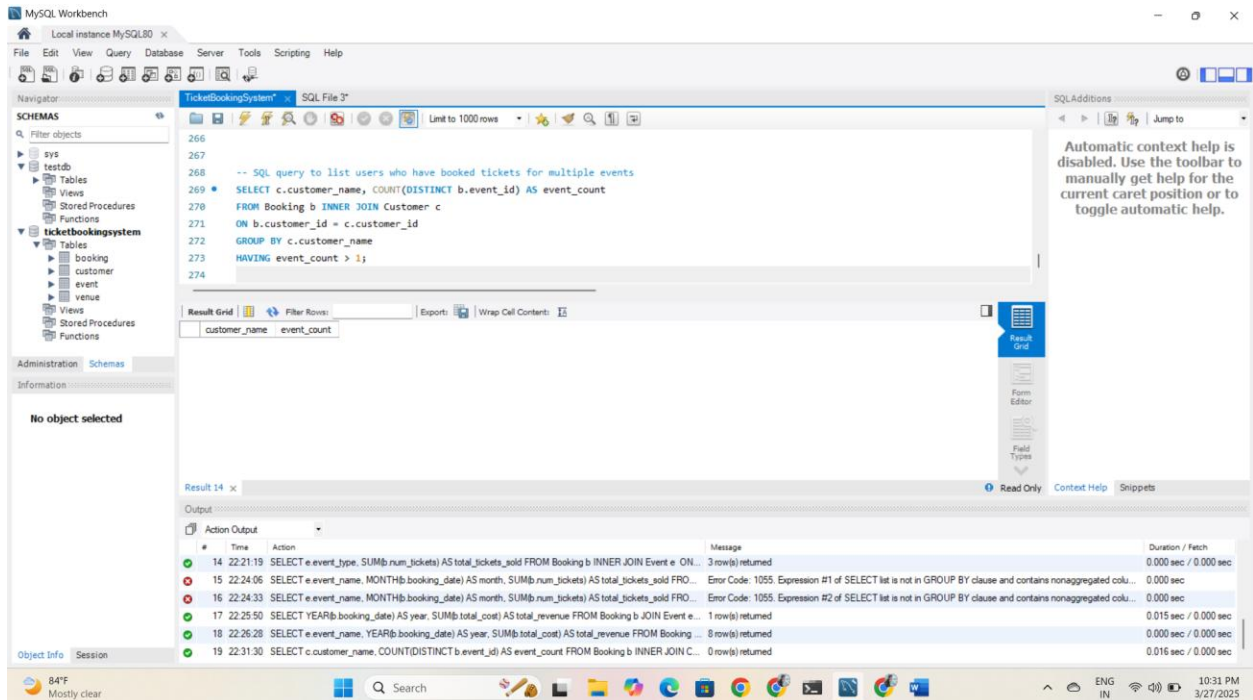 MySQL Workbench
Local instance MySQL80 ×
File Edit View Query Database Server Tools Scripting Help
Navigator
SCHEMAS
Filter objects
sys
testdb
Tables
Views
Stored Procedures
Functions
ticketbookingsystem
Tables
booking
customer
event
venue
Views
Stored Procedures
Functions
Administration Schemas
Information
No object selected
Object Info Session
TicketBookingSystem* × SQL File 3*
Limit to 1000 rows
266
267
268 -- SQL query to list users who have booked tickets for multiple events
269 SELECT c.customer_name, COUNT(DISTINCT b.event_id) AS event_count
270 FROM Booking b INNER JOIN Customer c
271 ON b.customer_id = c.customer_id
272 GROUP BY c.customer_name
273 HAVING event_count > 1;
274
Result Grid Filter Rows: Export: Wrap Cell Content:
customer_name event_count
Result Grid
Form Editor
Field Types
Result 14 × Read Only
SQLAdditions
Jump to
Automatic context help is
disabled. Use the toolbar to
manually get help for the
current caret position or to
toggle automatic help.
Context Help Snippets
Output
Action Output
# Time Action Message Duration / Fetch
14 22:21:19 SELECT e.event_type, SUM(b.num_tickets) AS total_tickets_sold FROM Booking b INNER JOIN Event e ON... 3 row(s) returned 0.000 sec / 0.000 sec
15 22:24:06 SELECT e.event_name, MONTH(b.booking_date) AS month, SUM(b.num_tickets) AS total_tickets_sold FRO... Error Code: 1055. Expression #1 of SELECT list is not in GROUP BY clause and contains nonaggregated colu... 0.000 sec
16 22:24:33 SELECT e.event_name, MONTH(b.booking_date) AS month, SUM(b.num_tickets) AS total_tickets_sold FRO... Error Code: 1055. Expression #2 of SELECT list is not in GROUP BY clause and contains nonaggregated colu... 0.000 sec
17 22:25:50 SELECT YEAR(b.booking_date) AS year, SUM(b.total_cost) AS total_revenue FROM Booking b JOIN Event e... 1 row(s) returned 0.015 sec / 0.000 sec
18 22:26:28 SELECT e.event_name, YEAR(b.booking_date) AS year, SUM(b.total_cost) AS total_revenue FROM Booking ... 8 row(s) returned 0.000 sec / 0.000 sec
19 22:31:30 SELECT c.customer_name, COUNT(DISTINCT b.event_id) AS event_count FROM Booking b INNER JOIN C... 0 row(s) returned 0.016 sec / 0.000 sec
84°F
Mostly clear
Search
ENG
IN
10:31 PM
3/27/2025